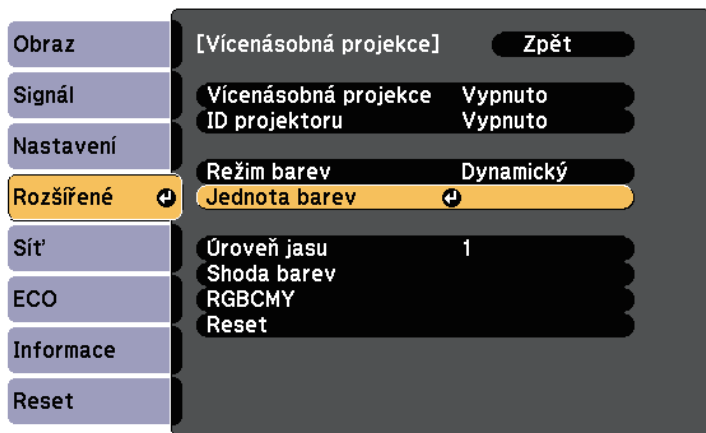 Obraz
Signál
Nastavení
Rozšířené
Síť
ECO
Informace
Reset
[Vícenásobná projekce] Zpět
Vícenásobná projekce Vypnuto
ID projektoru Vypnuto
Režim barev Dynamický
Jednota barev
Úroveň jasu 1
Shoda barev
RGBCMY
Reset